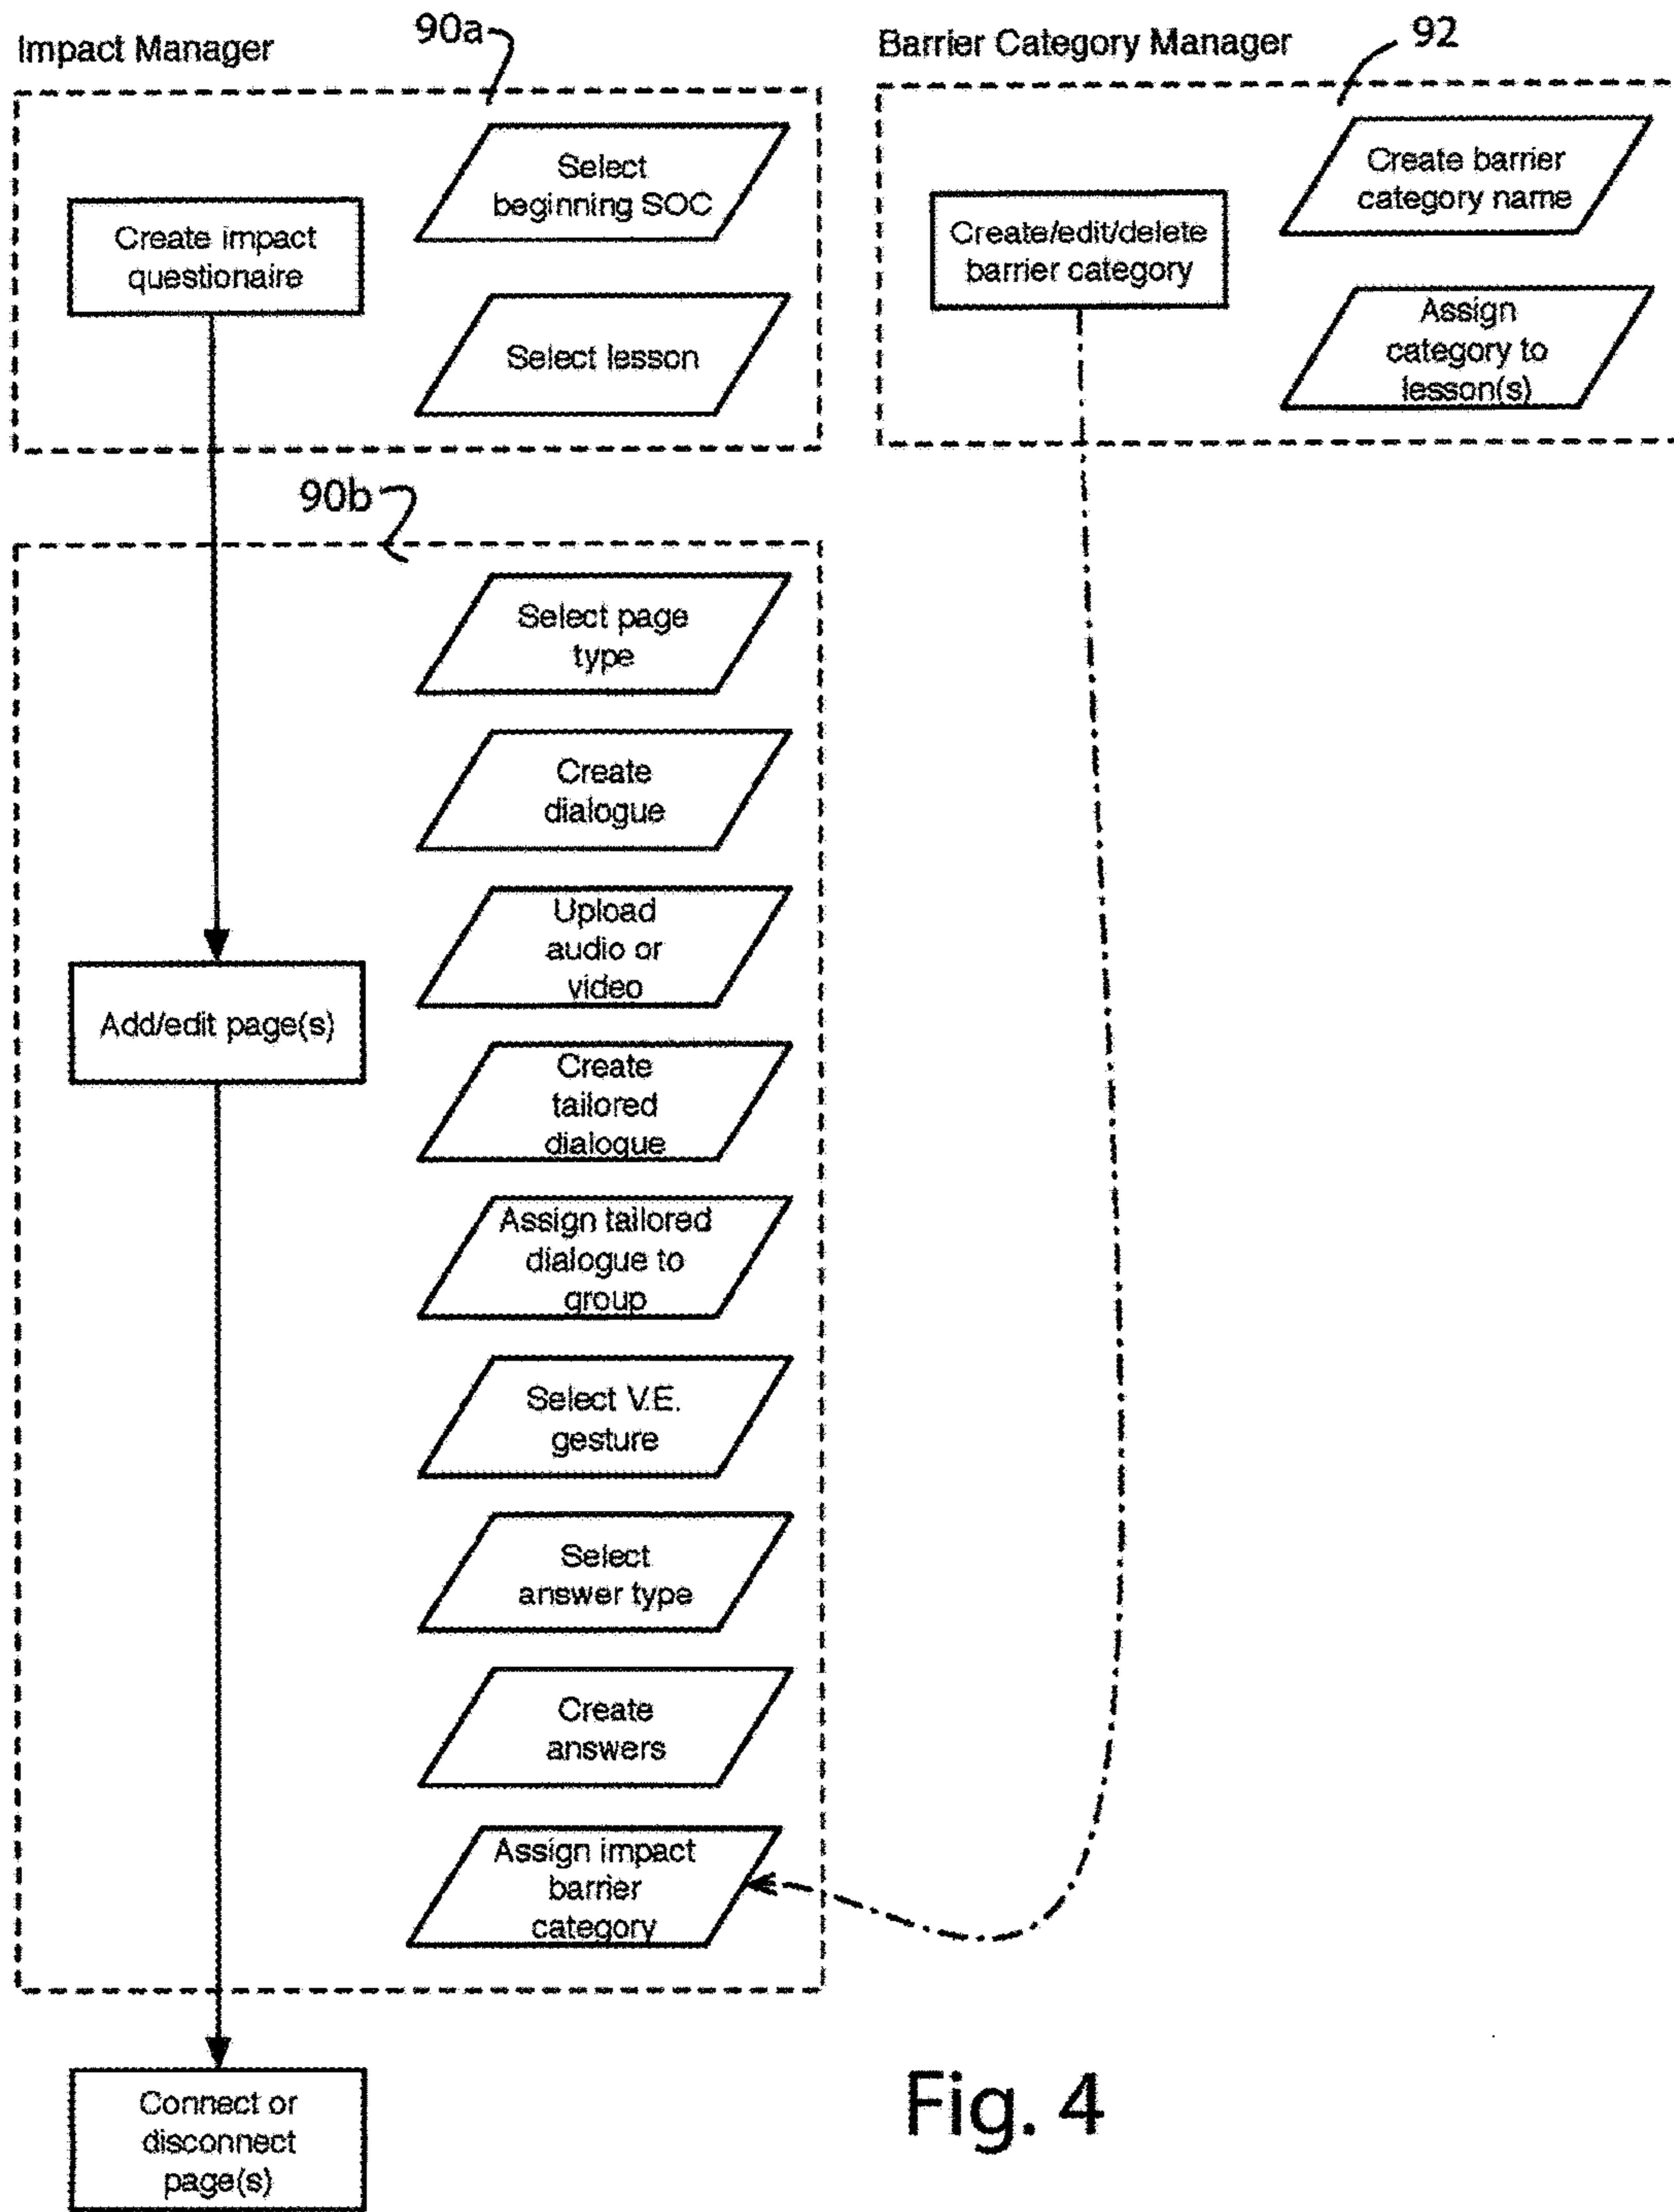 Impact Manager
90a
Barrier Category Manager
92
Select
beginning SOC
Create impact
questionaire
Select lesson
Create barrier
category name
Create/edit/delete
barrier category
Assign
category to
lesson(s)
90b
Select page
type
Create
dialogue
Upload
audio or
video
Add/edit page(s)
Create
tailored
dialogue
Assign tailored
dialogue to
group
Select V.E.
gesture
Select
answer type
Create
answers
Assign impact
barrier
category
Connect or
disconnect
page(s)
Fig. 4